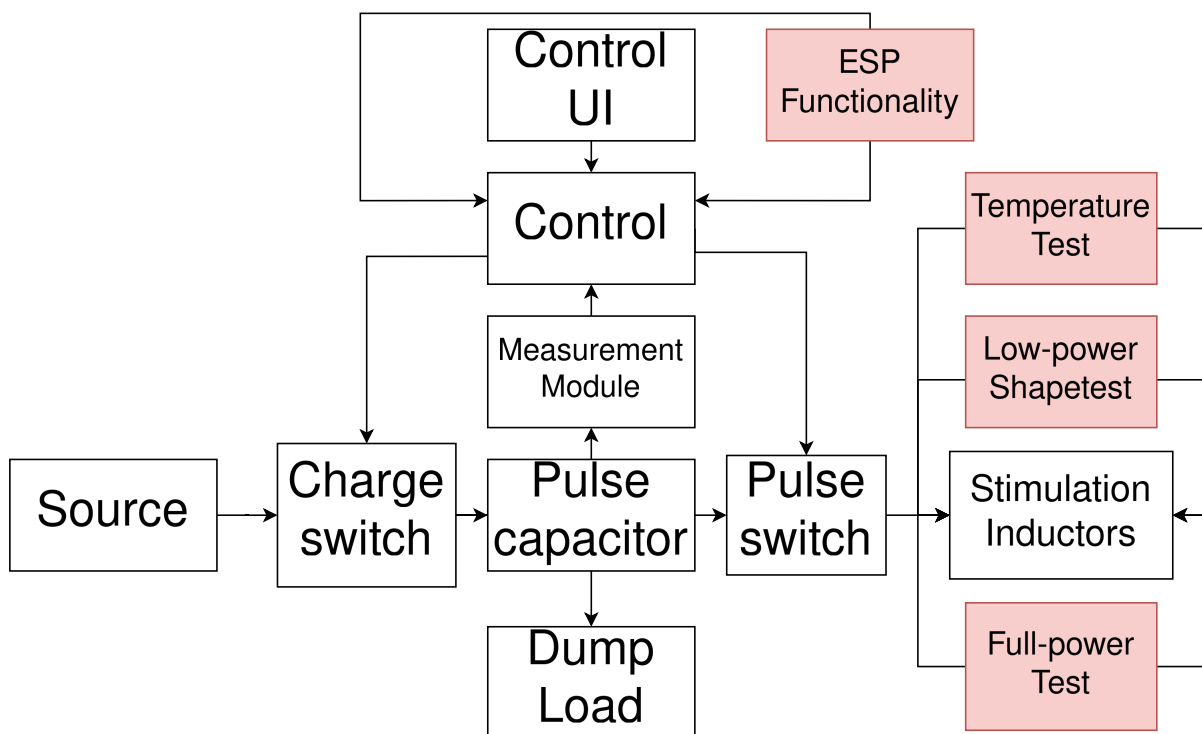 Control
UI
ESP
Functionality
Control
Temperature
Test
Measurement
Module
Low-power
Shapetest
Source
Charge
switch
Pulse
capacitor
Pulse
switch
Stimulation
Inductors
Dump
Load
Full-power
Test